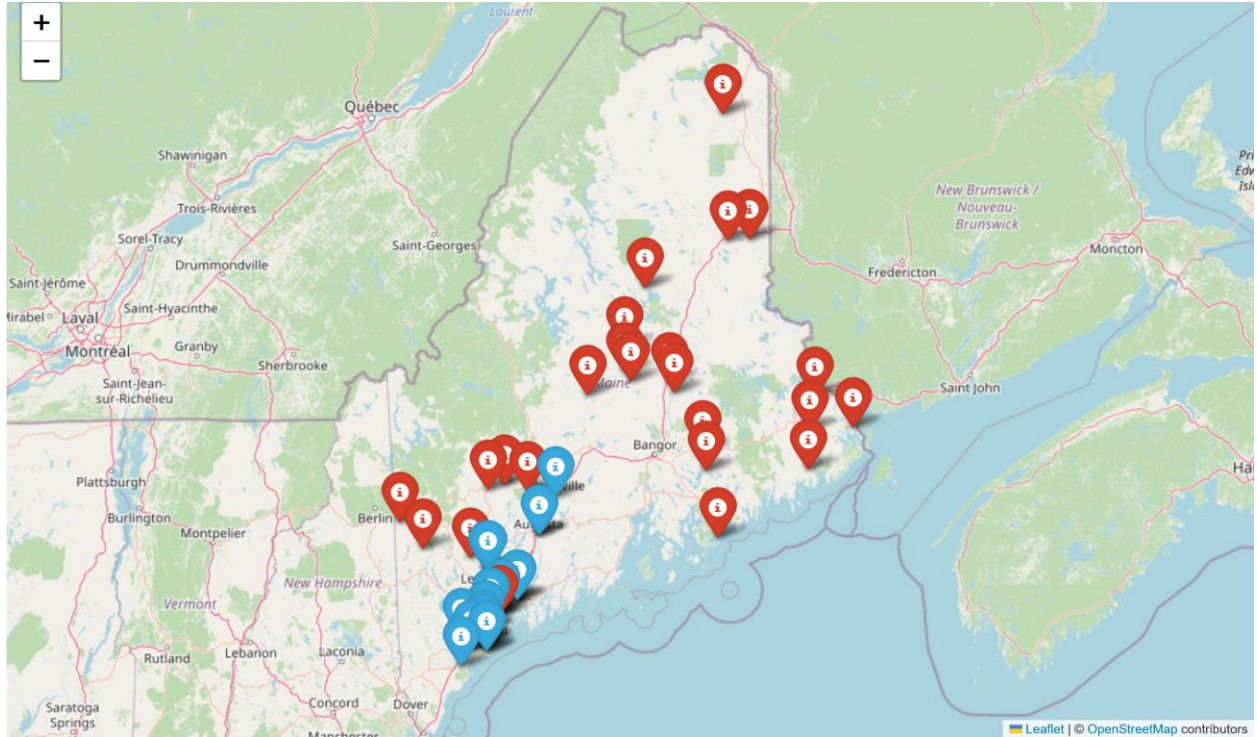 +
−
Laurent
Québec
Shawinigan
Trois-Rivières
Sorel-Tracy
Saint-Georges
Drummondville
Saint-Jérôme
Mirabel
Saint-Hyacinthe
Laval
Granby
Montréal
Sherbrooke
Saint-Jean-
sur-Richelieu
New Brunswick /
Nouveau-
Brunswick
Moncton
Fredericton
Saint John
Maine
Bangor
Plattsburgh
Burlington
Berlin
Montpelier
New Hampshire
Vermont
Rutland
Lebanon
Laconia
Concord
Dover
Manchester
Saratoga
Springs
Leaflet | © OpenStreetMap contributors